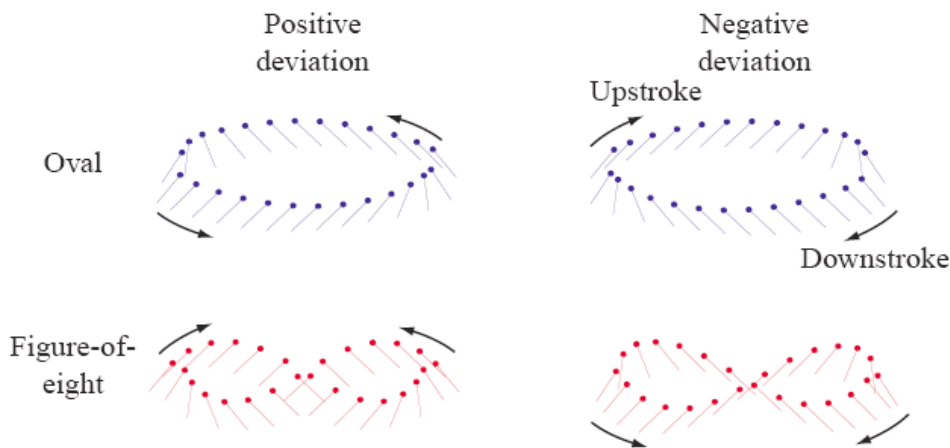 Positive
deviation
Negative
deviation
Upstroke
Oval
Downstroke
Figure-of-
eight